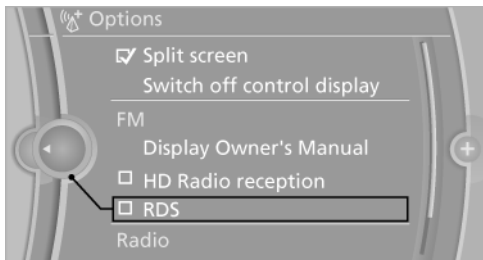 Options
Split screen
Switch off control display
FM
Display Owner's Manual
HD Radio reception
RDS
Radio